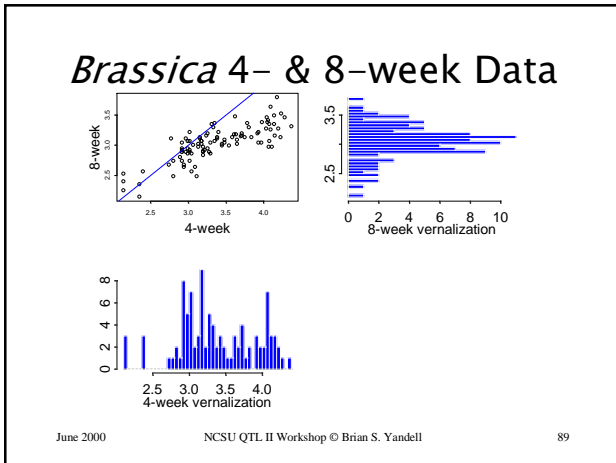 Brassica 4- & 8-week Data
8-week
2.5 3.0 3.5
2.5 3.0 3.5 4.0
4-week
2.5 3.5
0 2 4 6 8 10
8-week vernalization
0 2 4 6 8
2.5 3.0 3.5 4.0
4-week vernalization
June 2000 NCSU QTL II Workshop © Brian S. Yandell 89